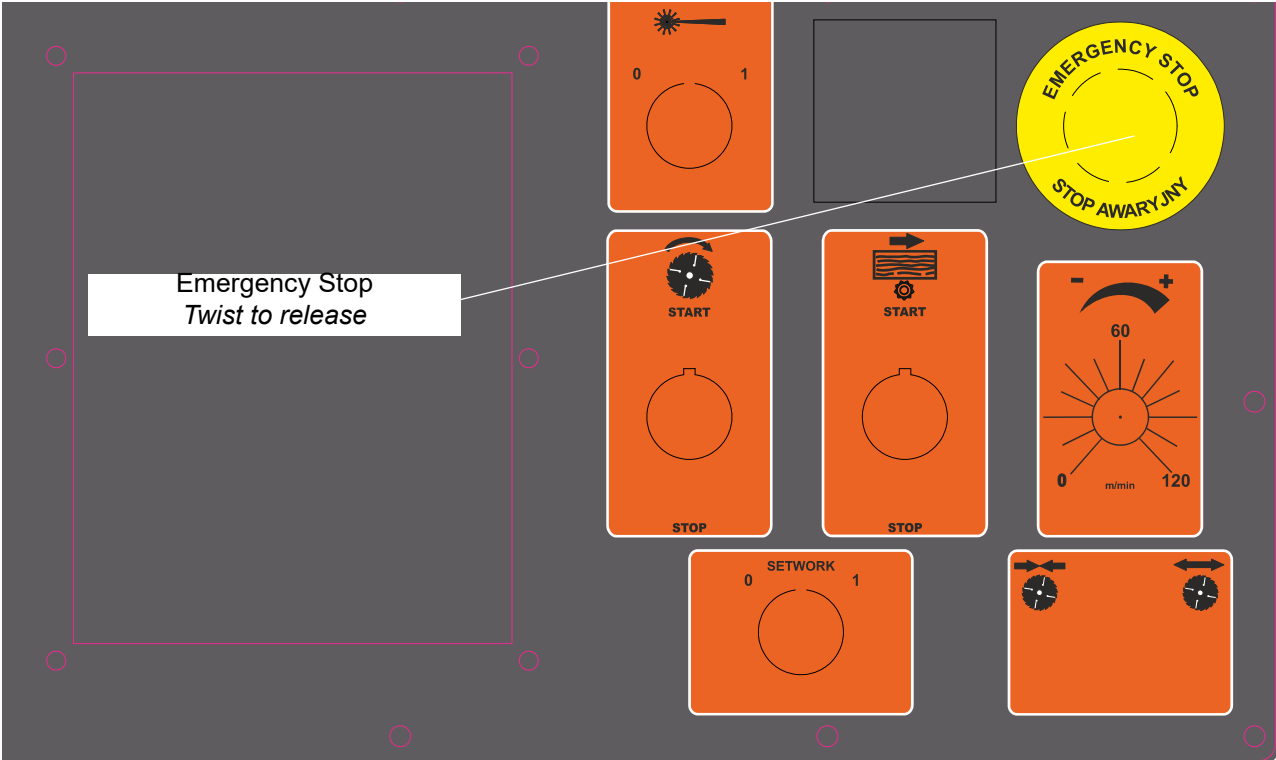 0 1
EMERGENCY STOP
STOP AWARYJNY
Emergency Stop
Twist to release
START
STOP
START
STOP
- +
60
0 120
m/min
SETWORK
0 1